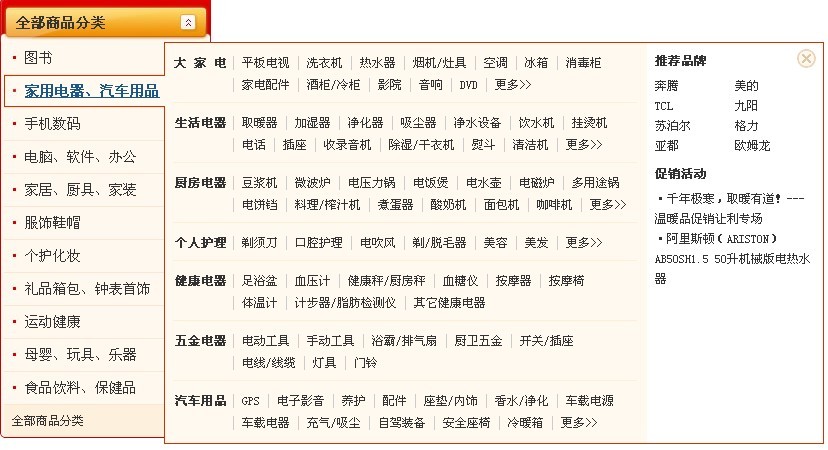 全部商品分类
图书
家用电器、汽车用品
手机数码
电脑、软件、办公
家居、厨具、家装
服饰鞋帽
个护化妆
礼品箱包、钟表首饰
运动健康
母婴、玩具、乐器
食品饮料、保健品
全部商品分类
大 家 电 平板电视 洗衣机 热水器 烟机/灶具 空调 冰箱 消毒柜
家电配件 酒柜/冷柜 影院 音响 DVD 更多>>
生活电器 取暖器 加湿器 净化器 吸尘器 净水设备 饮水机 挂烫机
电话 插座 收录音机 除湿/干衣机 熨斗 清洁机 更多>>
厨房电器 豆浆机 微波炉 电压力锅 电饭煲 电水壶 电磁炉 多用途锅
电饼铛 料理/榨汁机 煮蛋器 酸奶机 面包机 咖啡机 更多>>
个人护理 剃须刀 口腔护理 电吹风 剃/脱毛器 美容 美发 更多>>
健康电器 足浴盆 血压计 健康秤/厨房秤 血糖仪 按摩器 按摩椅
体温计 计步器/脂肪检测仪 其它健康电器
五金电器 电动工具 手动工具 浴霸/排气扇 厨卫五金 开关/插座
电线/线缆 灯具 门铃
汽车用品 GPS 电子影音 养护 配件 座垫/内饰 香水/净化 车载电源
车载电器 充气/吸尘 自驾装备 安全座椅 冷暖箱 更多>>
推荐品牌
奔腾 美的
TCL 九阳
苏泊尔 格力
亚都 欧姆龙
促销活动
·千年极寒，取暖有道! ---
温暖品促销让利专场
·阿里斯顿（ARISTON）
AB50SH1.5 50升机械版电热水
器